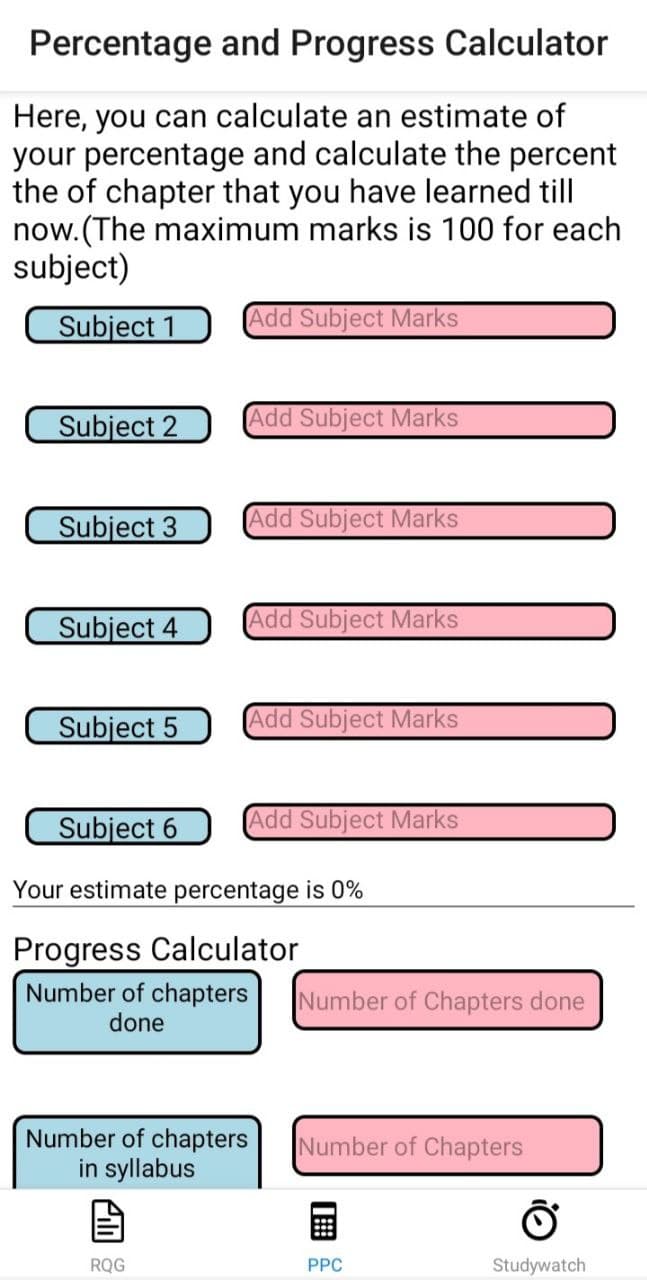 Percentage and Progress Calculator
Here, you can calculate an estimate of
your percentage and calculate the percent
the of chapter that you have learned till
now.(The maximum marks is 100 for each
subject)
Subject 1 Add Subject Marks
Subject 2 Add Subject Marks
Subject 3 Add Subject Marks
Subject 4 Add Subject Marks
Subject 5 Add Subject Marks
Subject 6 Add Subject Marks
Your estimate percentage is 0%
Progress Calculator
Number of chapters
done
Number of Chapters done
Number of chapters
in syllabus
Number of Chapters
RQG PPC Studywatch